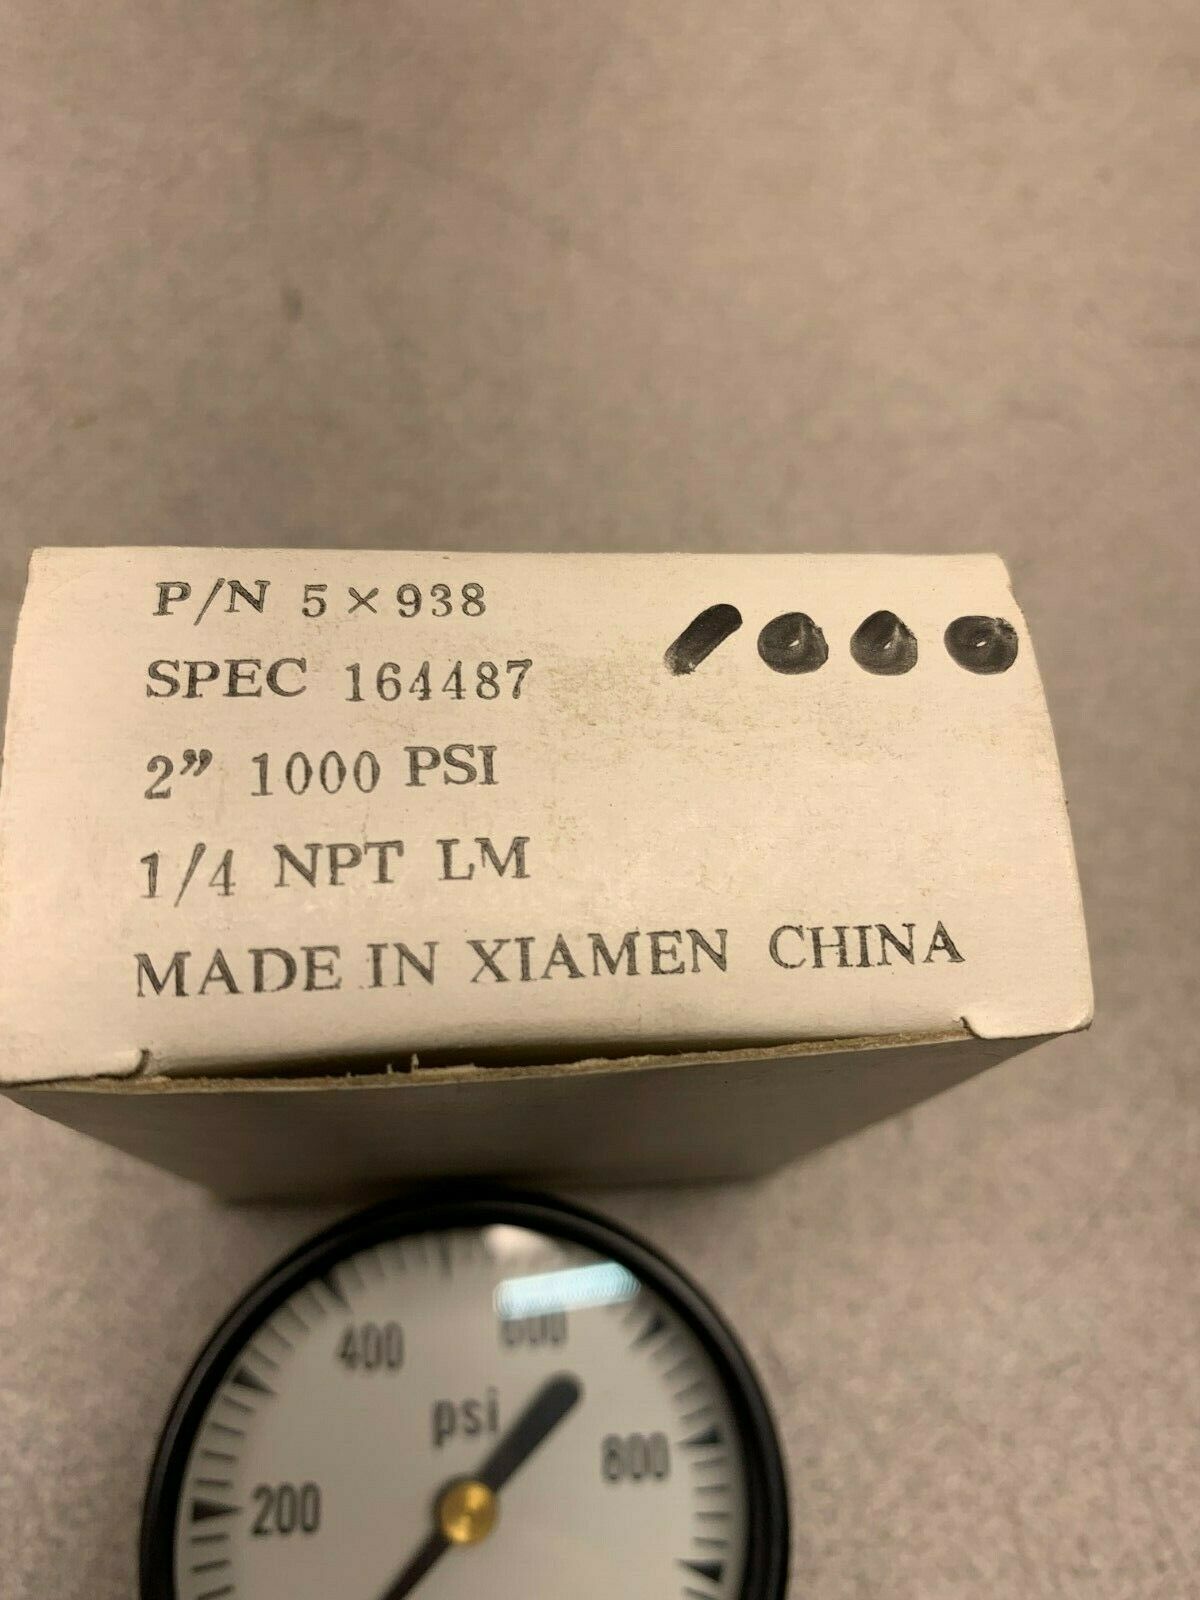 P/N 5×938
SPEC 164487
2” 1000 PSI
1/4 NPT LM
MADE IN XIAMEN CHINA
1000
400
600
psi
800
200